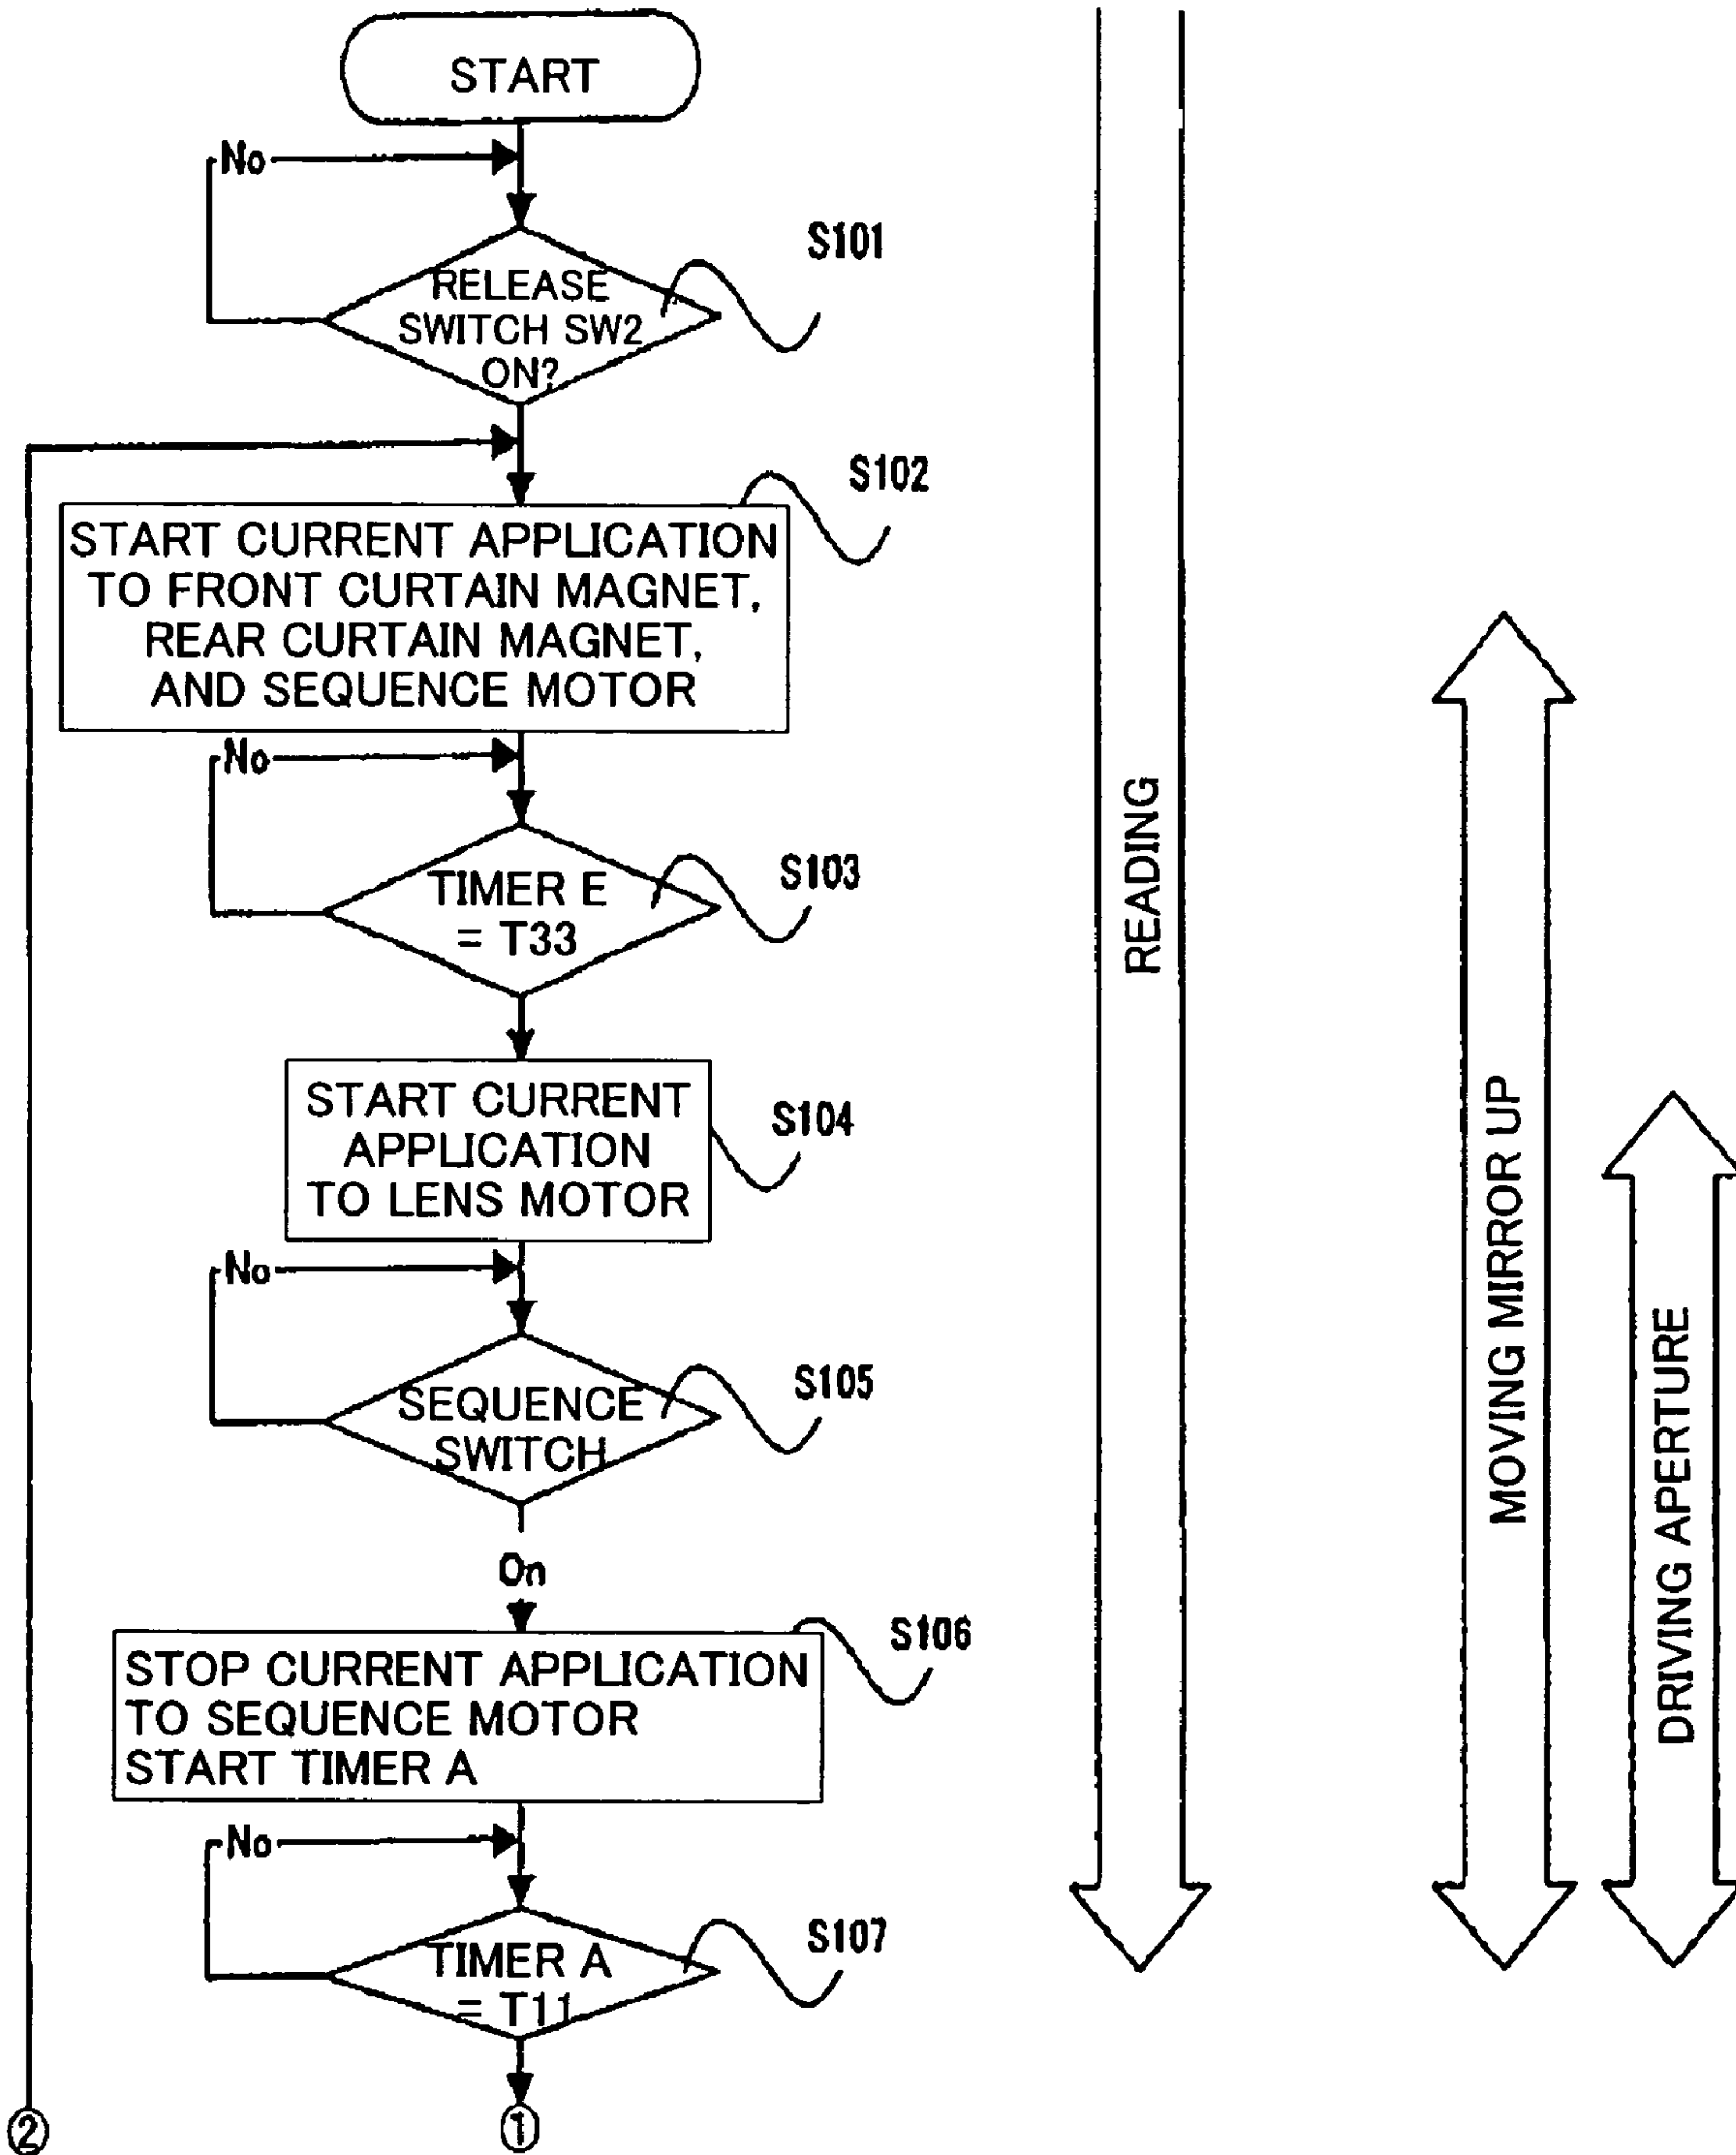 START
No
S101
RELEASE
SWITCH SW2
ON?
S102
START CURRENT APPLICATION
TO FRONT CURTAIN MAGNET,
REAR CURTAIN MAGNET,
AND SEQUENCE MOTOR
No
S103
TIMER E
= T33
S104
START CURRENT
APPLICATION
TO LENS MOTOR
No
S105
SEQUENCE
SWITCH
On
S106
STOP CURRENT APPLICATION
TO SEQUENCE MOTOR
START TIMER A
No
S107
TIMER A
= T11
②
①
READING
MOVING MIRROR UP
DRIVING APERTURE